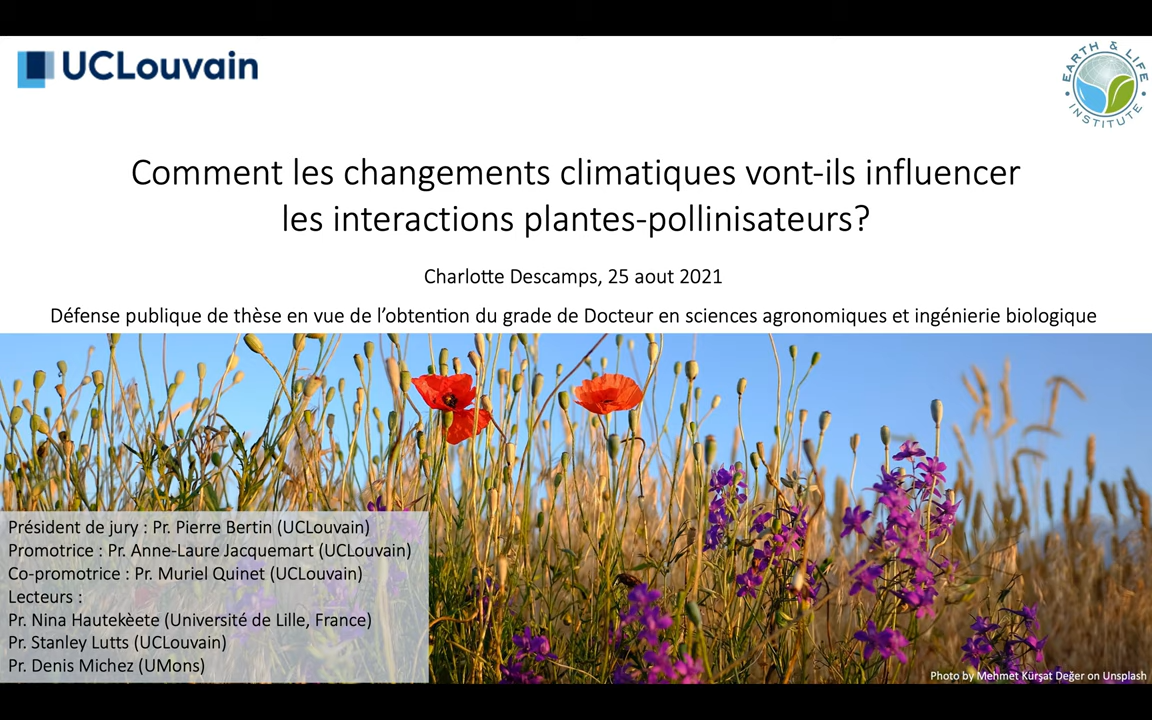 UCLouvain
EARTH & LIFE INSTITUTE
Comment les changements climatiques vont-ils influencer
les interactions plantes-pollinisateurs?
Charlotte Descamps, 25 aout 2021
Défense publique de thèse en vue de l’obtention du grade de Docteur en sciences agronomiques et ingénierie biologique
Président de jury : Pr. Pierre Bertin (UCLouvain)
Promotrice : Pr. Anne-Laure Jacquemart (UCLouvain)
Co-promotrice : Pr. Muriel Quinet (UCLouvain)
Lecteurs :
Pr. Nina Hautekèete (Université de Lille, France)
Pr. Stanley Lutts (UCLouvain)
Pr. Denis Michez (UMons)
Photo by Mehmet Kürşat Değer on Unsplash